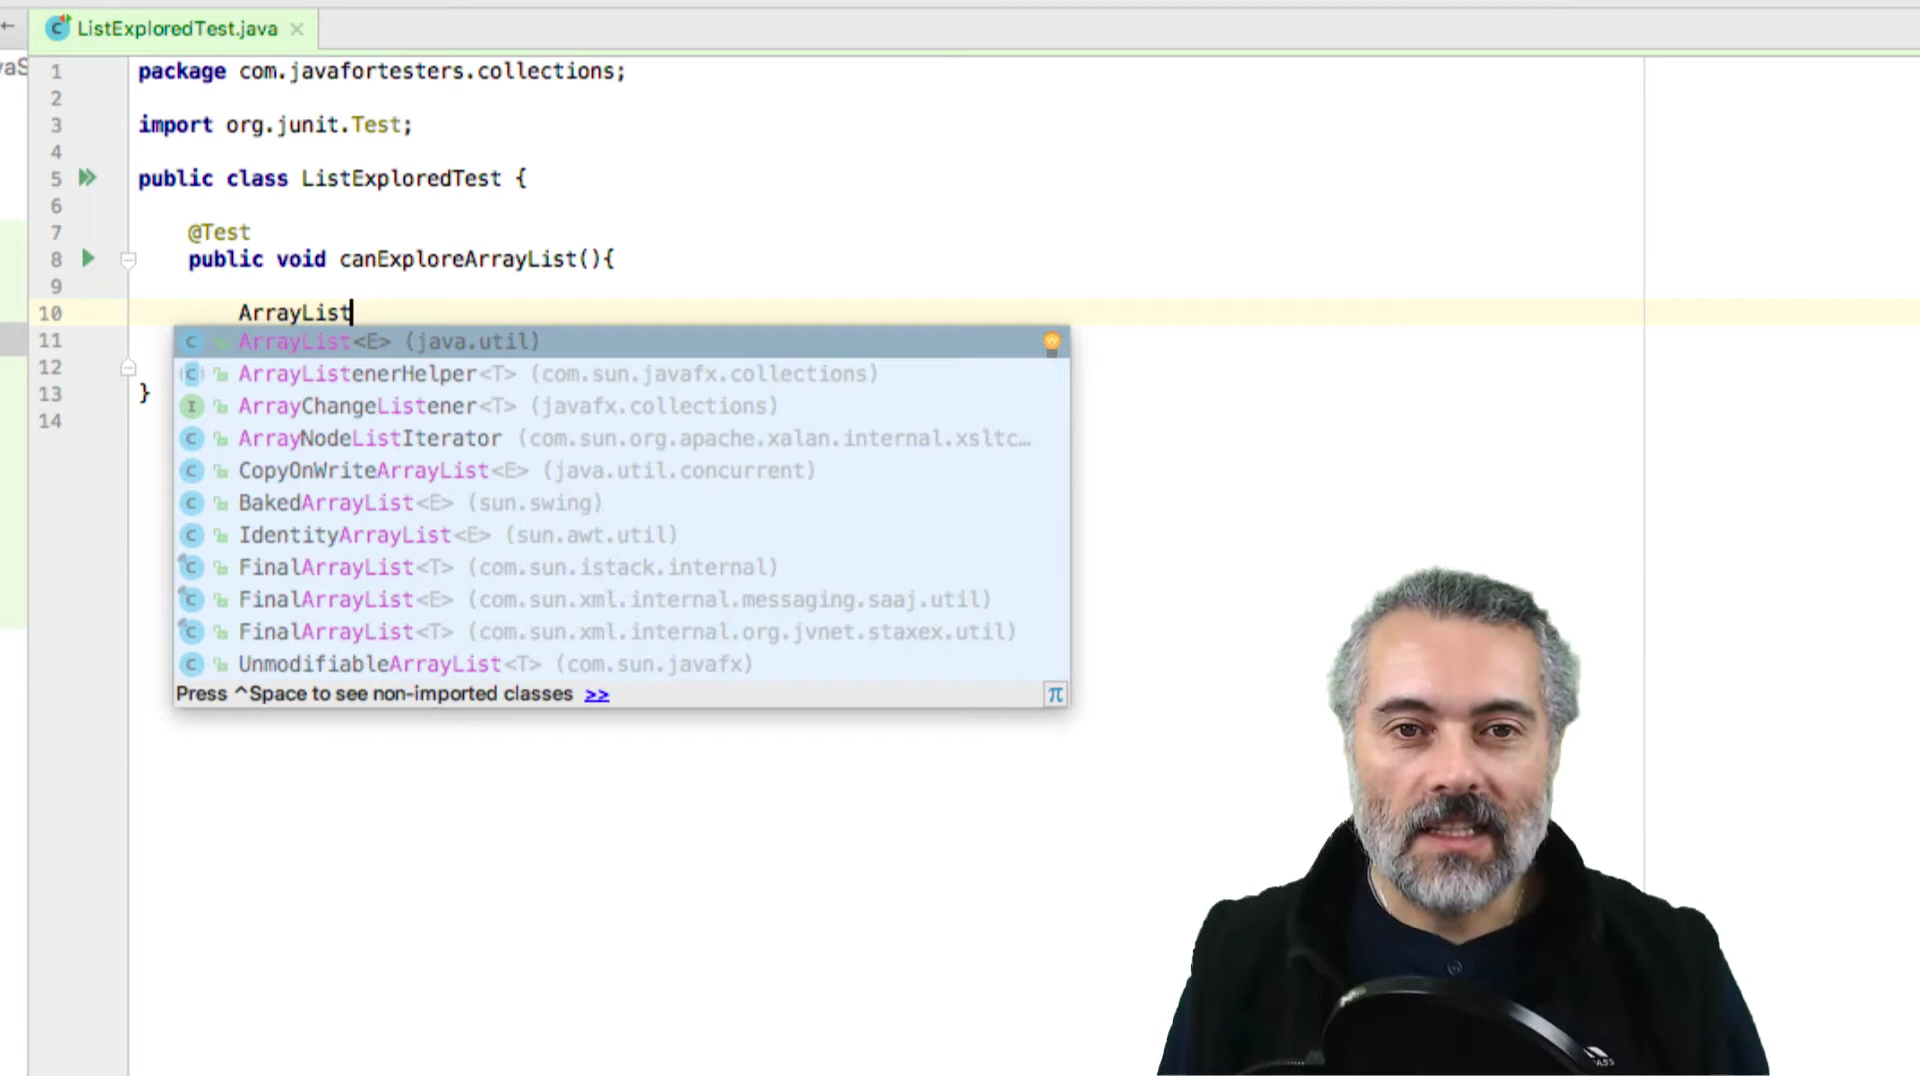 ListExploredTest.java
vaS
1 package com.javafortesters.collections;
2
3 import org.junit.Test;
4
5 public class ListExploredTest {
6
7 @Test
8 public void canExploreArrayList(){
9
10 ArrayList
11
12
13 }
14
ArrayList<E> (java.util)
ArrayListenerHelper<T> (com.sun.javafx.collections)
ArrayChangeListener<T> (javafx.collections)
ArrayNodeListIterator (com.sun.org.apache.xalan.internal.xsltc…
CopyOnWriteArrayList<E> (java.util.concurrent)
BakedArrayList<E> (sun.swing)
IdentityArrayList<E> (sun.awt.util)
FinalArrayList<T> (com.sun.istack.internal)
FinalArrayList<E> (com.sun.xml.internal.messaging.saaj.util)
FinalArrayList<T> (com.sun.xml.internal.org.jvnet.staxex.util)
UnmodifiableArrayList<T> (com.sun.javafx)
Press ^Space to see non-imported classes >> π